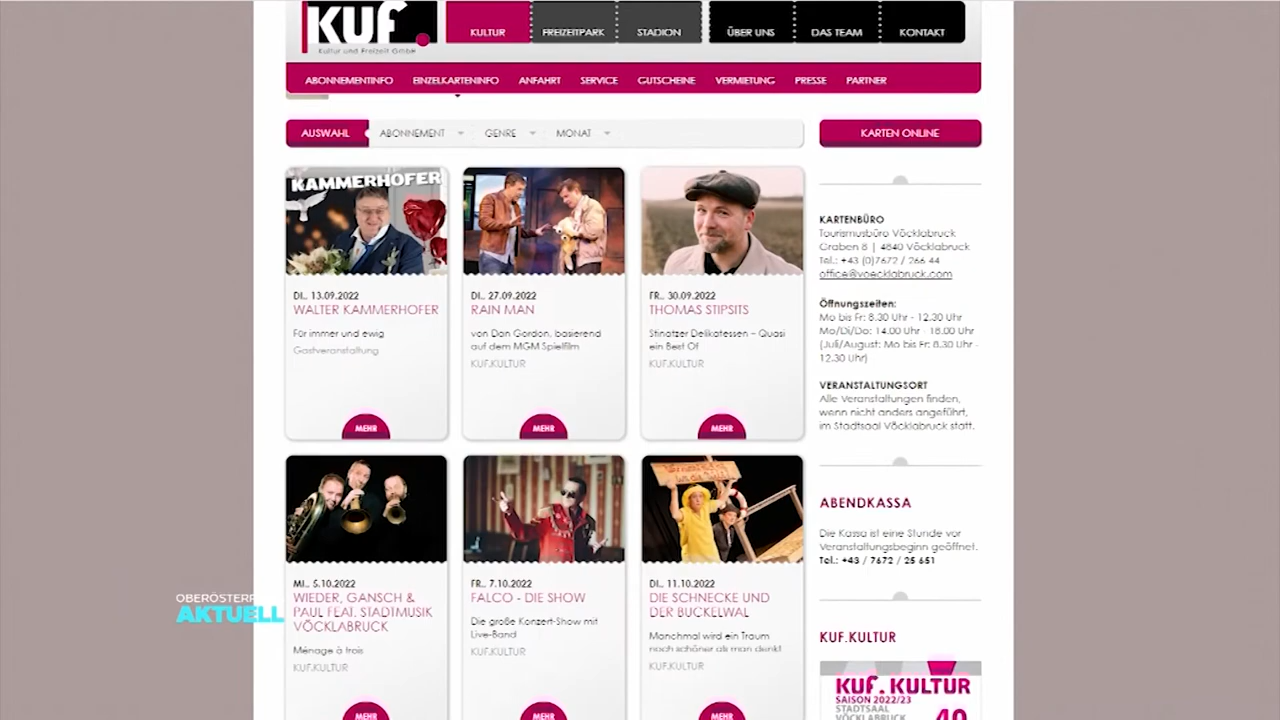 KUF.
Kultur und Freizeit GmbH
KULTUR
FREIZEITPARK
STADION
ÜBER UNS
DAS TEAM
KONTAKT
ABONNEMENTINFO
EINZELKARTENINFO
ANFAHRT
SERVICE
GUTSCHEINE
VERMIETUNG
PRESSE
PARTNER
AUSWAHL
ABONNEMENT
GENRE
MONAT
KARTEN ONLINE
KAMMERHOFER
DI.. 13.09.2022
WALTER KAMMERHOFER
Für immer und ewig
Gastveranstaltung
MEHR
DI.. 27.09.2022
RAIN MAN
von Dan Gordon, basierend
auf dem MGM Spielfilm
KUF.KULTUR
MEHR
FR.. 30.09.2022
THOMAS STIPSITS
Stinatzer Delikatessen – Quasi
ein Best Of
KUF.KULTUR
MEHR
MI.. 5.10.2022
WIEDER, GANSCH &
PAUL FEAT. STADTMUSIK
VÖCKLABRUCK
Ménage à trois
KUF.KULTUR
MEHR
FR.. 7.10.2022
FALCO - DIE SHOW
Die große Konzert-Show mit
Live-Band
KUF.KULTUR
MEHR
DI.. 11.10.2022
DIE SCHNECKE UND
DER BUCKELWAL
Manchmal wird ein Traum
noch schöner als man denkt
KUF.KULTUR
MEHR
KARTENBÜRO
Tourismusbüro Vöcklabruck
Graben 8 | 4840 Vöcklabruck
Tel.: +43 (0)7672 / 266 44
office@voecklabruck.com
Öffnungszeiten:
Mo bis Fr: 8.30 Uhr - 12.30 Uhr
Mo/Di/Do: 14.00 Uhr - 18.00 Uhr
(Juli/August: Mo bis Fr: 8.30 Uhr -
12.30 Uhr)
VERANSTALTUNGSORT
Alle Veranstaltungen finden,
wenn nicht anders angeführt,
im Stadtsaal Vöcklabruck statt.
ABENDKASSA
Die Kassa ist eine Stunde vor
Veranstaltungsbeginn geöffnet.
Tel.: +43 / 7672 / 25 651
KUF.KULTUR
KUF.KULTUR
SAISON 2022/23
STADTSAAL
VÖCKLABRUCK
40
AKTUELL